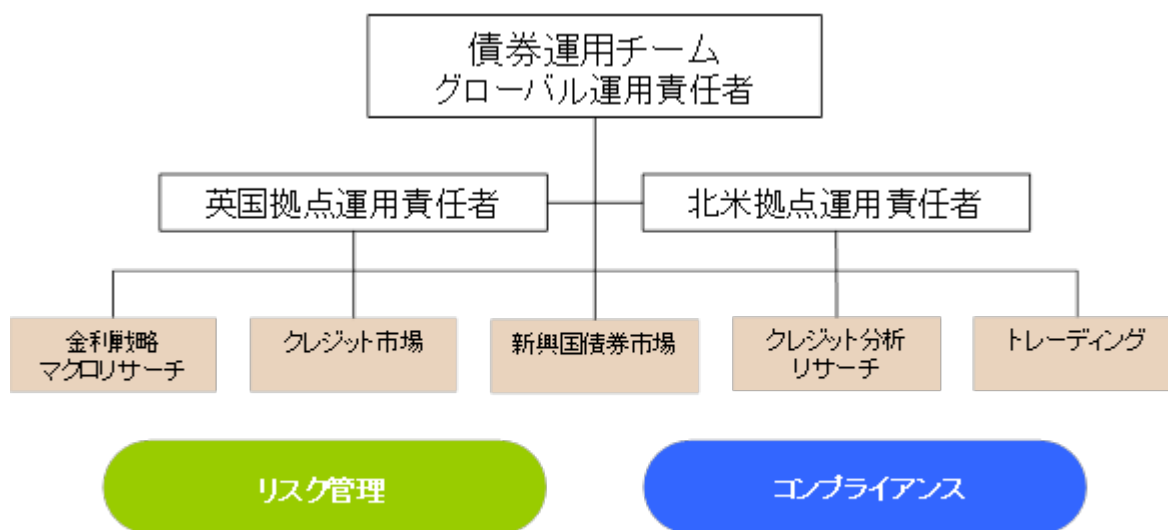 債券運用チーム
グローバル運用責任者
英国拠点運用責任者
北米拠点運用責任者
金利戦略
マクロリサーチ
クレジット市場
新興国債券市場
クレジット分析
リサーチ
トレーディング
リスク管理
コンプライアンス